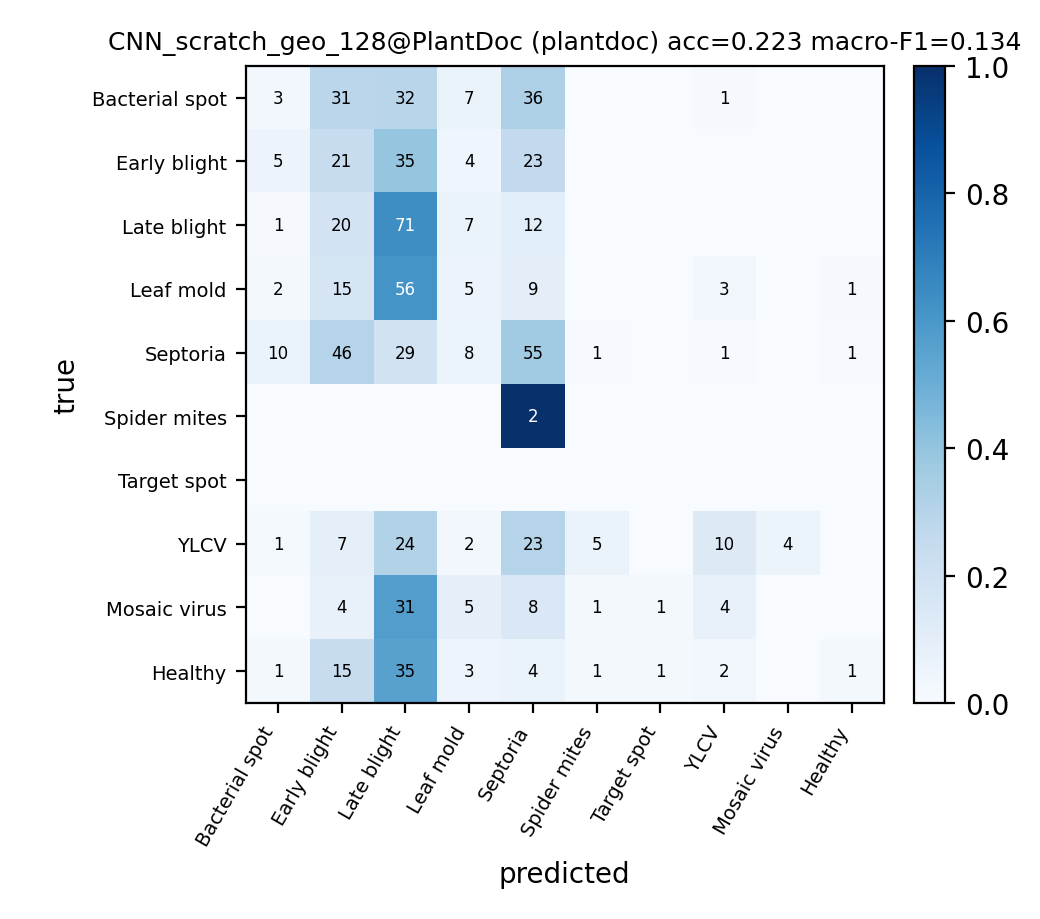 CNN_scratch_geo_128@PlantDoc (plantdoc) acc=0.223 macro-F1=0.134
Bacterial spot 3 31 32 7 36 1
Early blight 5 21 35 4 23
Late blight 1 20 71 7 12
Leaf mold 2 15 56 5 9 3 1
Septoria 10 46 29 8 55 1 1 1
Spider mites 2
Target spot
YLCV 1 7 24 2 23 5 10 4
Mosaic virus 4 31 5 8 1 1 4
Healthy 1 15 35 3 4 1 1 2 1
true
Bacterial spot
Early blight
Late blight
Leaf mold
Septoria
Spider mites
Target spot
YLCV
Mosaic virus
Healthy
predicted
1.0
0.8
0.6
0.4
0.2
0.0